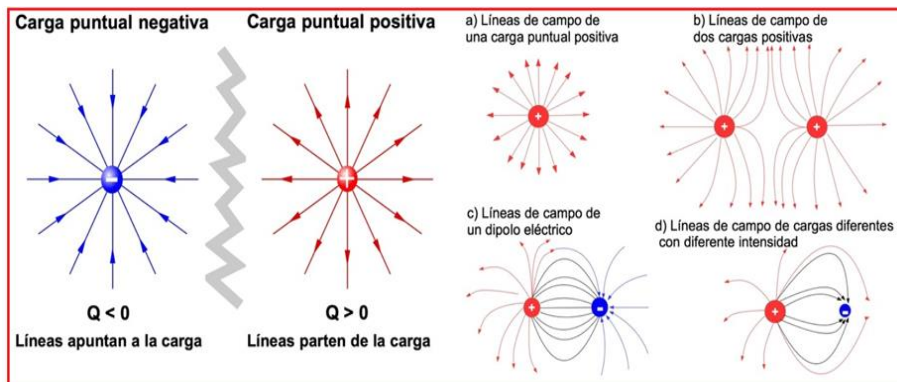 Carga puntual negativa
-
Q < 0
Líneas apuntan a la carga
Carga puntual positiva
+
Q > 0
Líneas parten de la carga
a) Líneas de campo de
una carga puntual positiva
+
b) Líneas de campo de
dos cargas positivas
+ +
c) Líneas de campo de
un dipolo eléctrico
+ -
d) Líneas de campo de cargas diferentes
con diferente intensidad
+ -